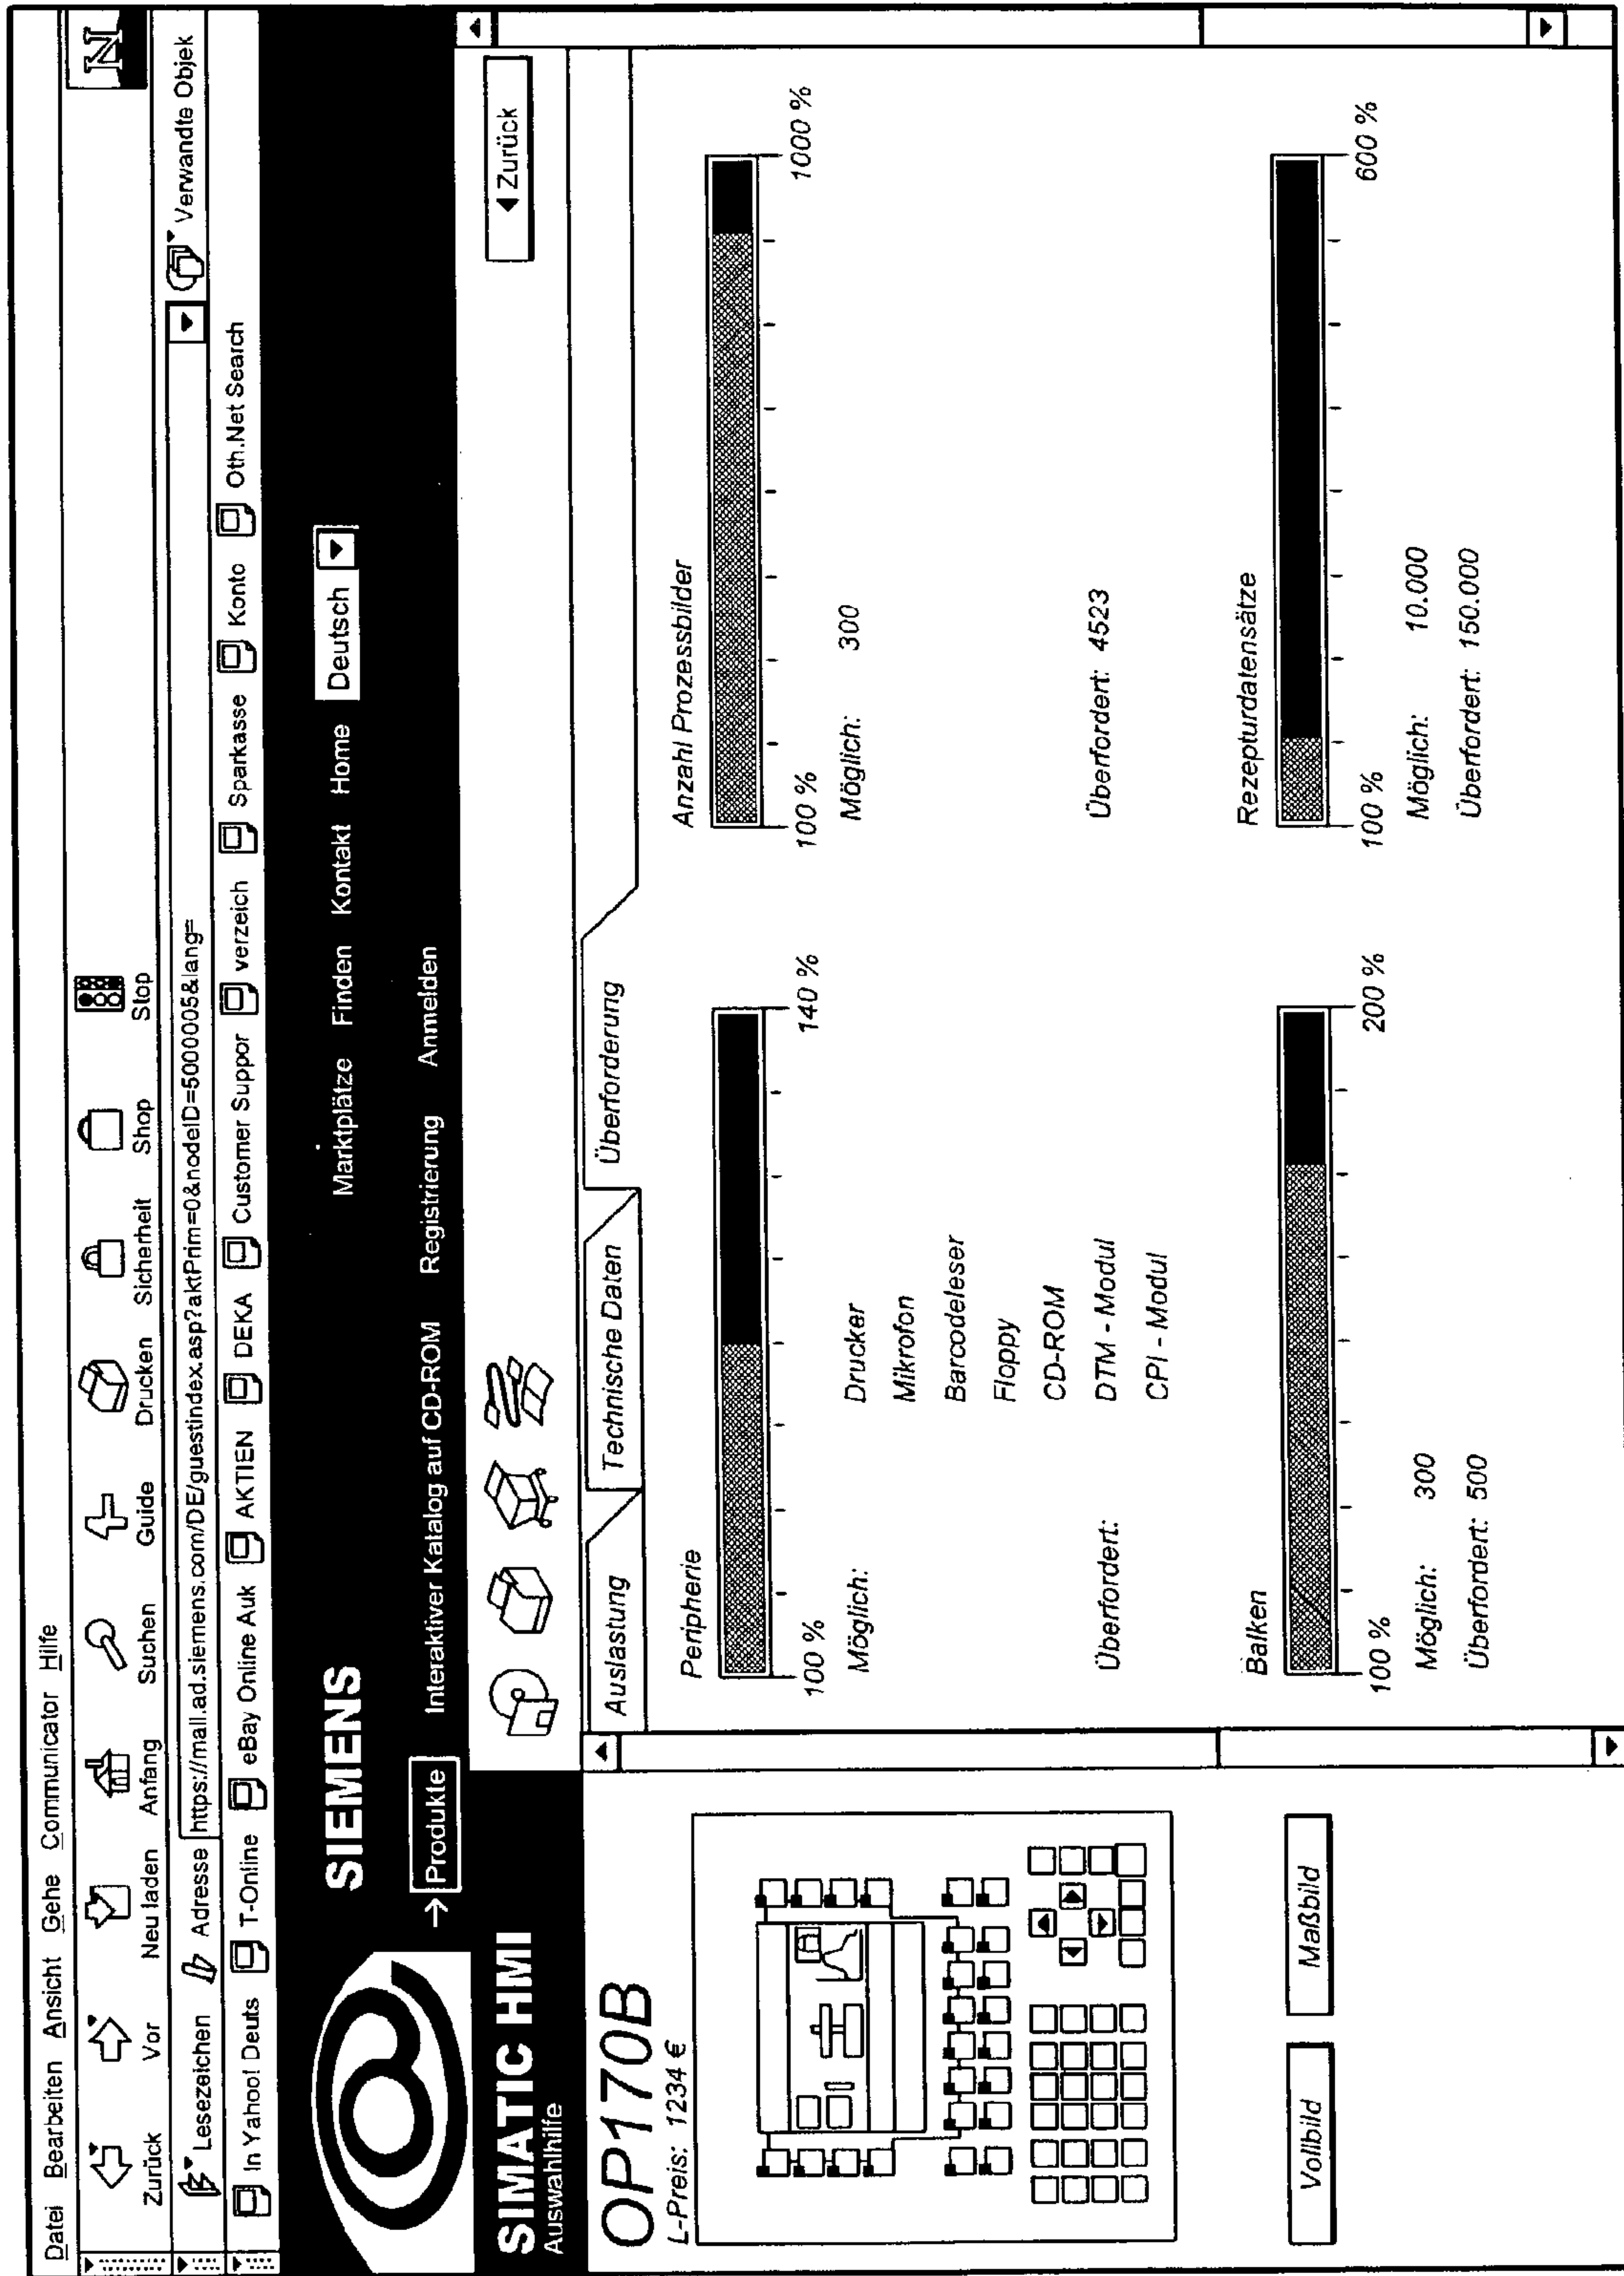 Datei Bearbeiten Ansicht Gehe Communicator Hilfe
Zurück Vor Neu laden Anfang Suchen Guide Drucken Sicherheit Shop Stop
N
Lesezeichen Adresse https://mall.ad.siemens.com/DE/guestindex.asp?aktPrim=0&nodeID=5000005&lang= Verwandte Objek
In Yahoo! Deuts T-Online eBay Online Auk AKTIEN DEKA Customer Suppor verzeich Sparkasse Konto Oth.Net Search
SIEMENS
Marktplätze Finden Kontakt Home Deutsch
→ Produkte Interaktiver Katalog auf CD-ROM Registrierung Anmelden
SIMATIC HMI
Auswahlhilfe
Zurück
OP170B
L-Preis: 1234 €
Vollbild Maßbild
Auslastung Technische Daten Überforderung
Peripherie
100 % 140 %
Möglich: Drucker
Mikrofon
Barcodeleser
Floppy
CD-ROM
Überfordert: DTM - Modul
CPI - Modul
Anzahl Prozessbilder
100 % 1000 %
Möglich: 300
Überfordert: 4523
Balken
100 % 200 %
Möglich: 300
Überfordert: 500
Rezepturdatensätze
100 % 600 %
Möglich: 10.000
Überfordert: 150.000